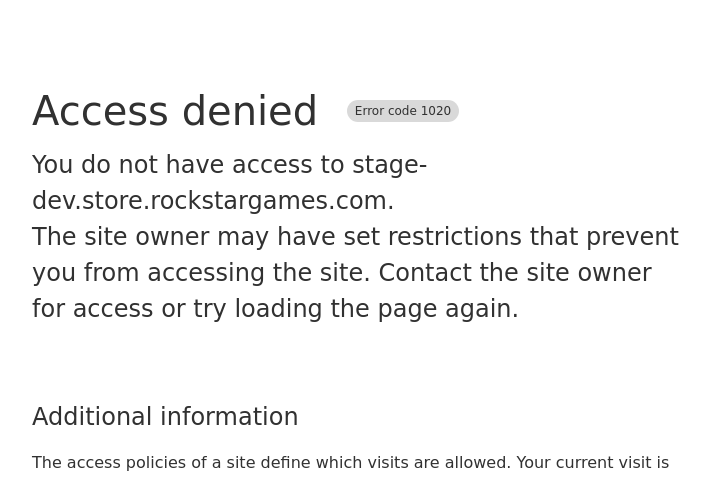 Access denied Error code 1020
You do not have access to stage-
dev.store.rockstargames.com.
The site owner may have set restrictions that prevent
you from accessing the site. Contact the site owner
for access or try loading the page again.
Additional information
The access policies of a site define which visits are allowed. Your current visit is